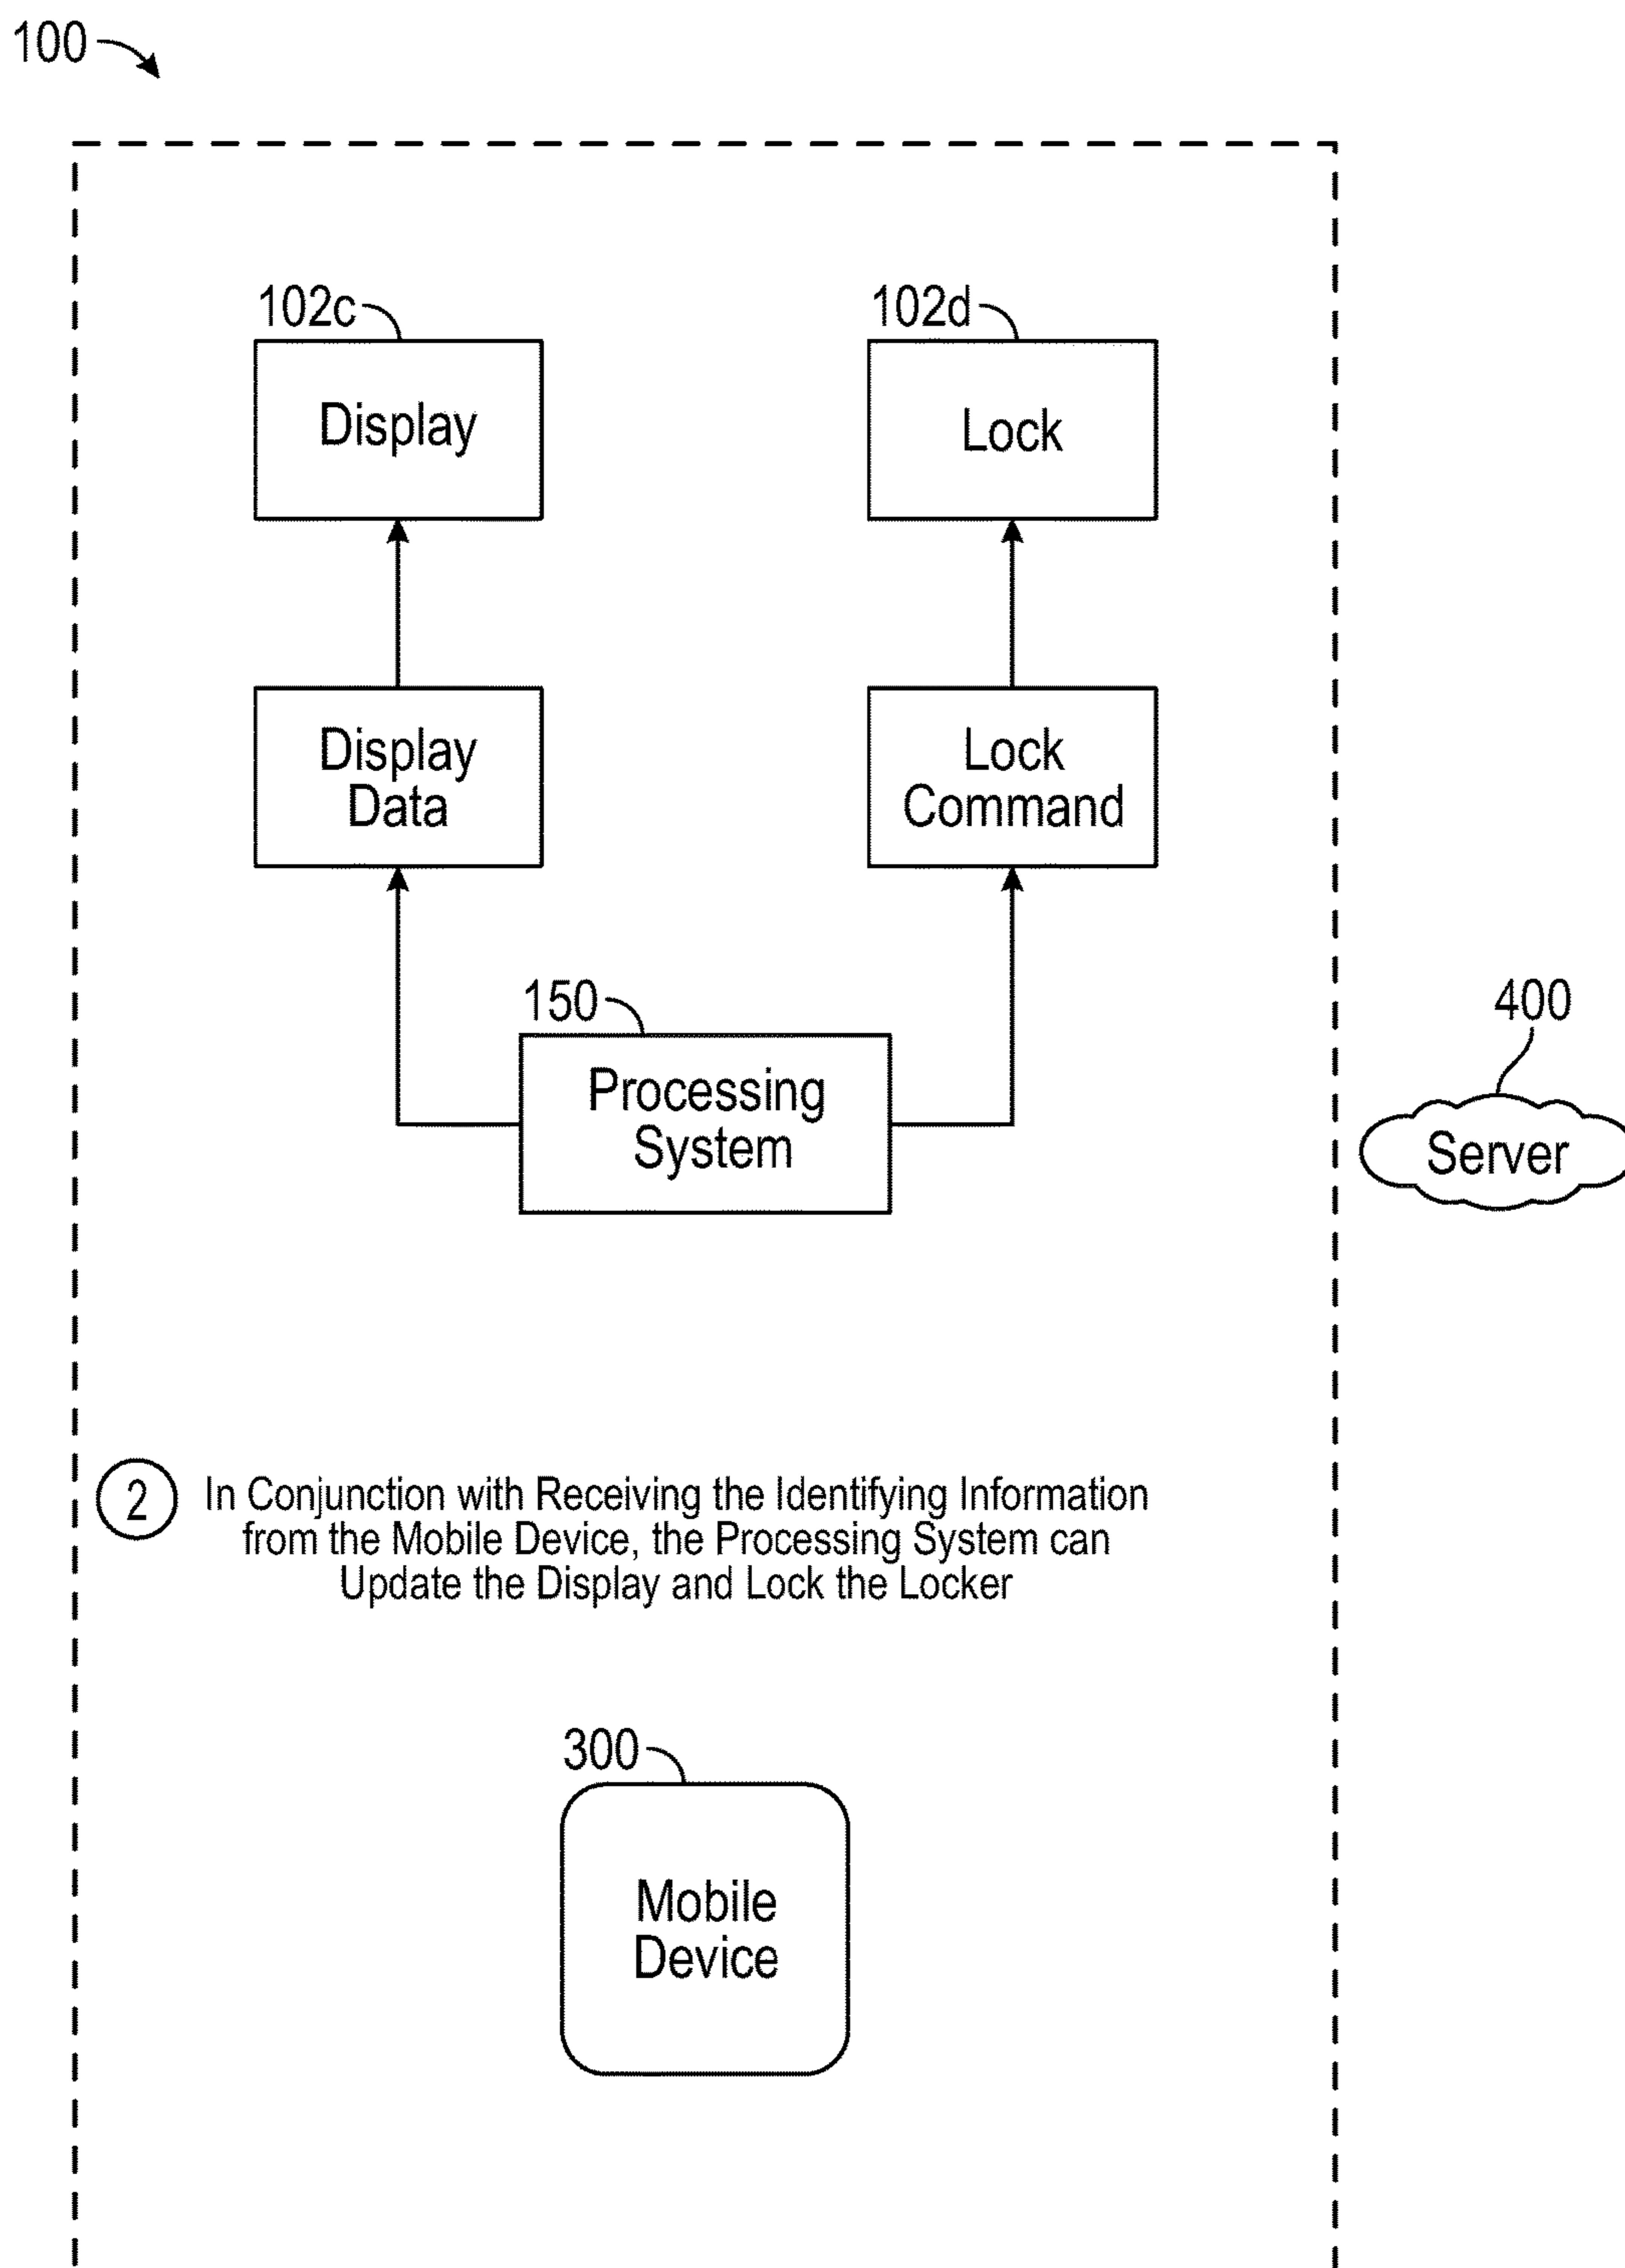 100
102c
102d
Display
Lock
Display
Data
Lock
Command
150
400
Processing
System
Server
2
In Conjunction with Receiving the Identifying Information
from the Mobile Device, the Processing System can
Update the Display and Lock the Locker
300
Mobile
Device